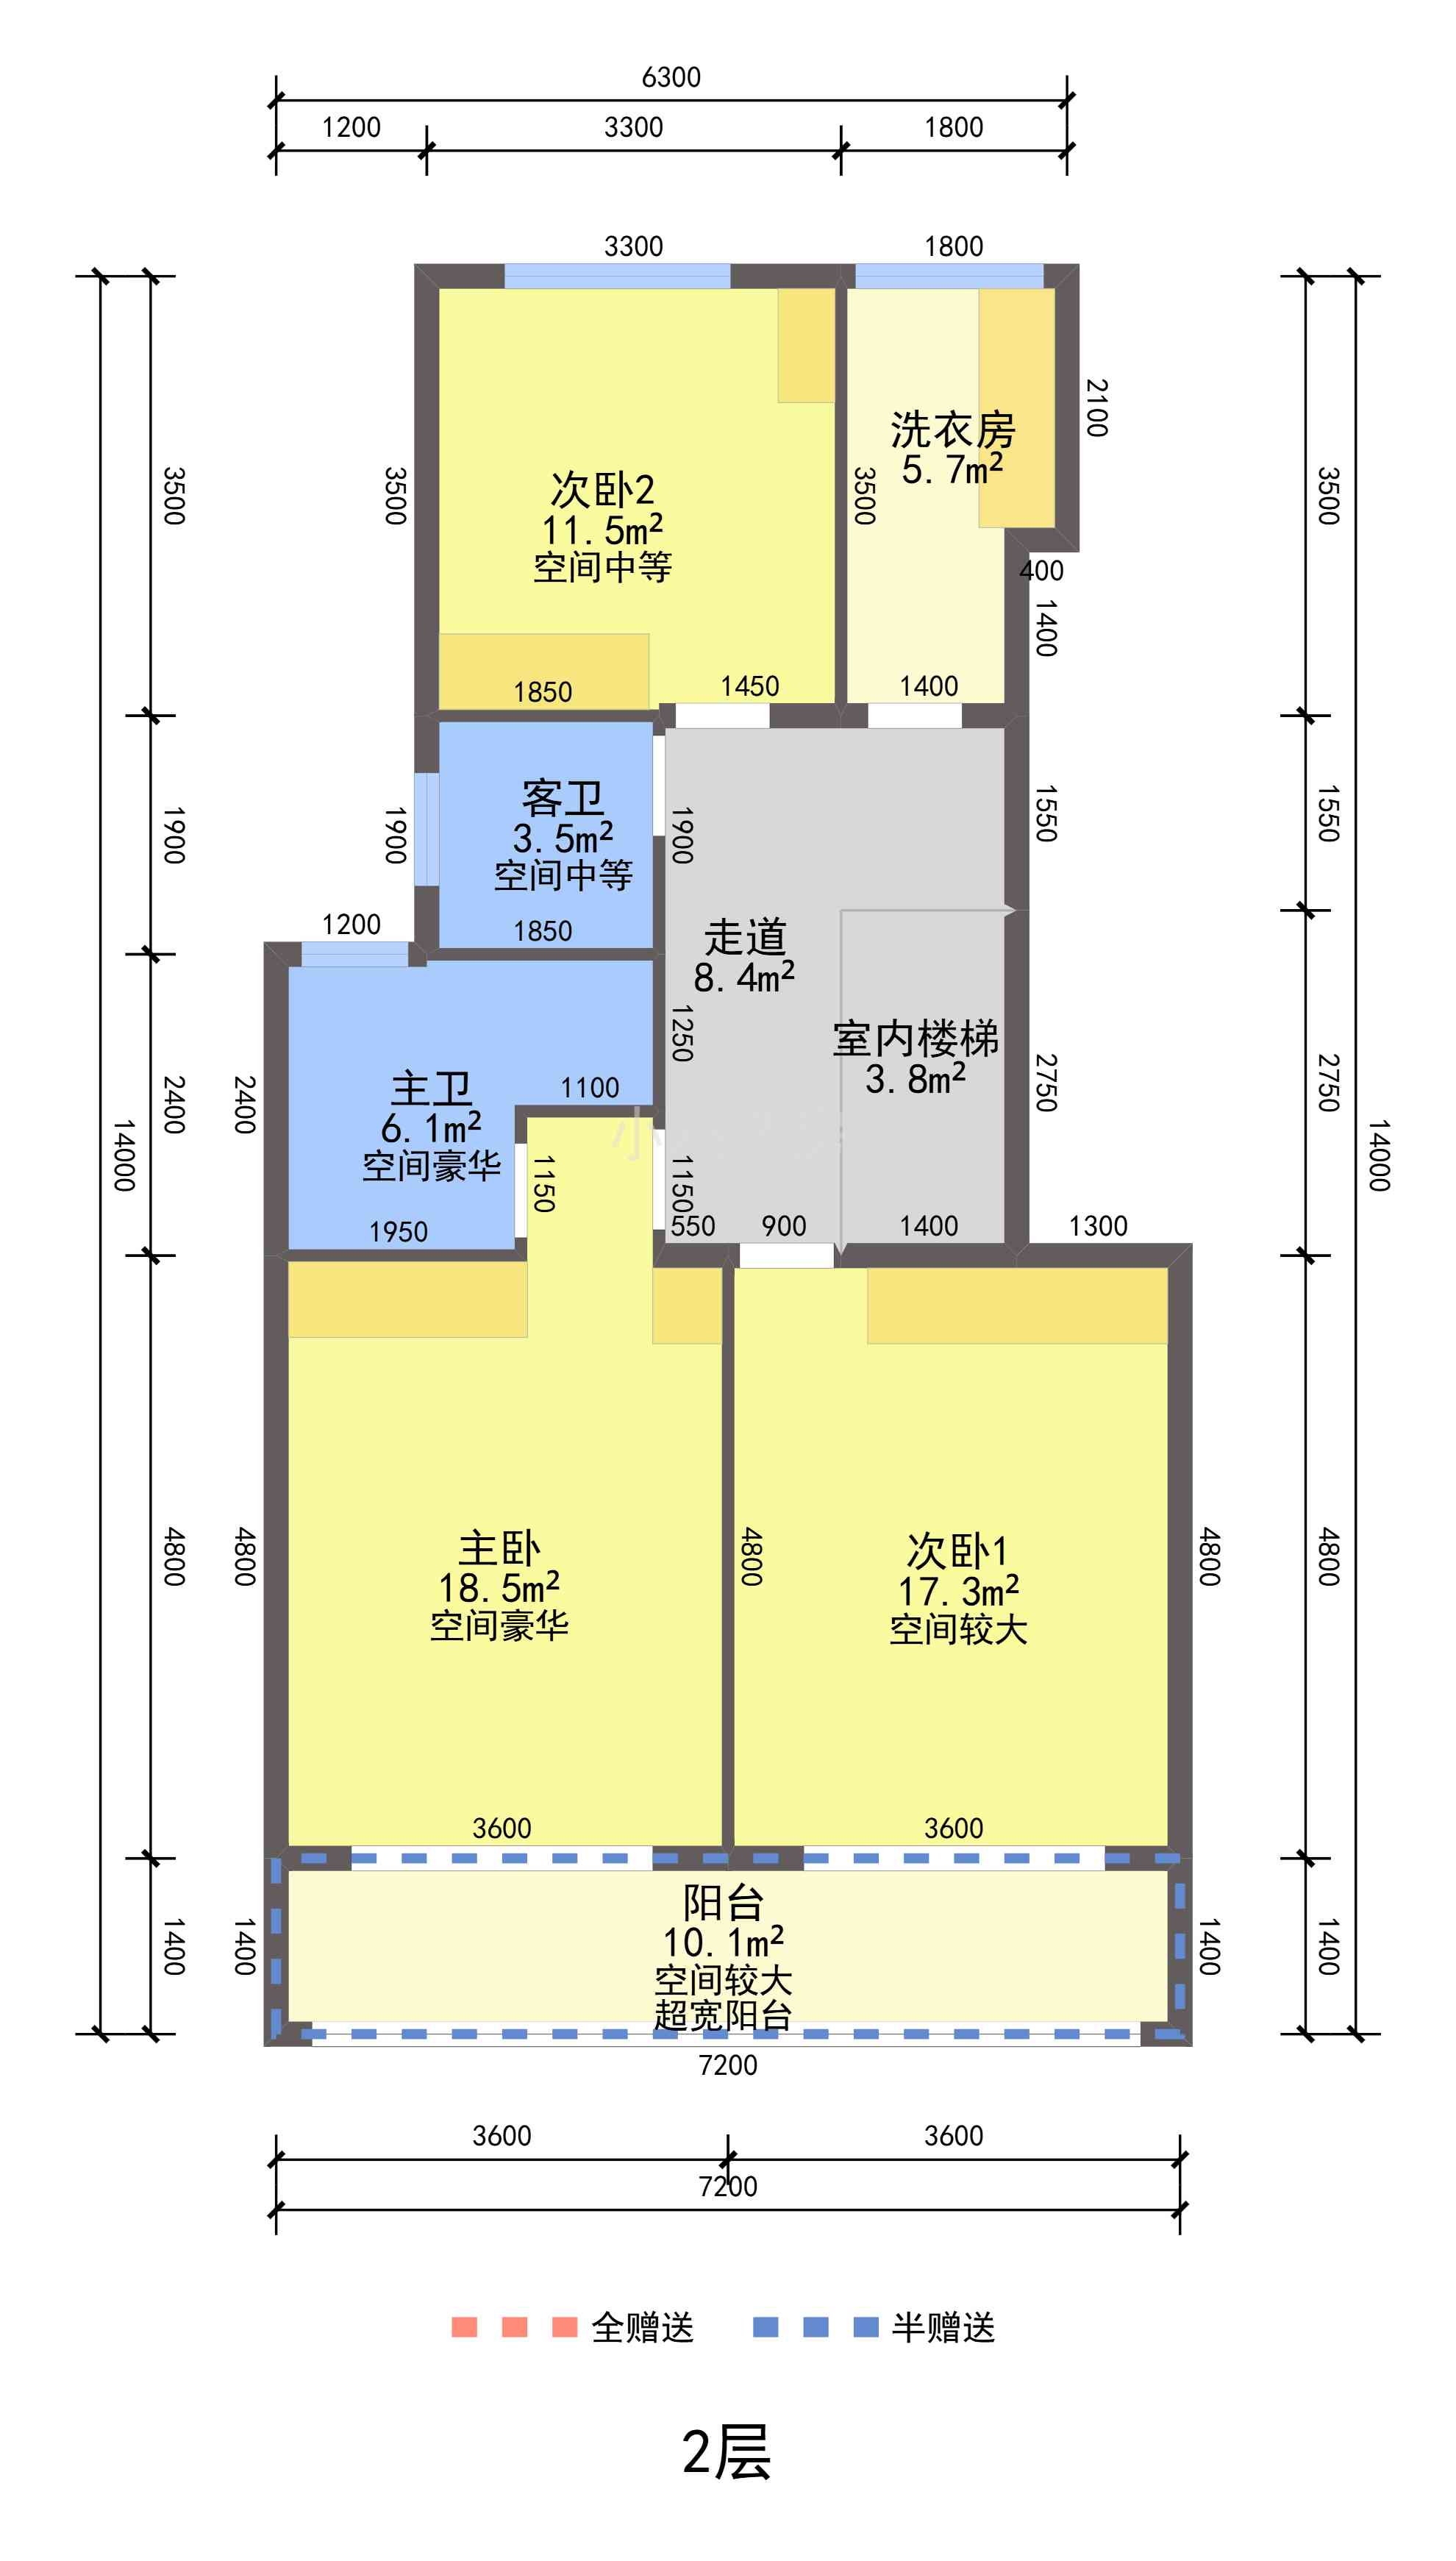 6300
1200
3300
1800
3300
1800
2100
洗衣房
5.7m²
3500
3500
3500
3500
次卧2
11.5m²
空间中等
3500
400
1400
1850
1450
1400
客卫
3.5m²
空间中等
1900
1900
1900
1550
1550
1200
1850
走道
8.4m²
1250
室内楼梯
3.8m²
2750
2750
主卫
6.1m²
空间豪华
1100
2400
2400
14000
14000
1150
1150
1950
550
900
1400
1300
主卧
18.5m²
空间豪华
次卧1
17.3m²
空间较大
4800
4800
4800
4800
4800
3600
3600
阳台
10.1m²
空间较大
超宽阳台
1400
1400
1400
1400
7200
3600
3600
7200
全赠送
半赠送
2层